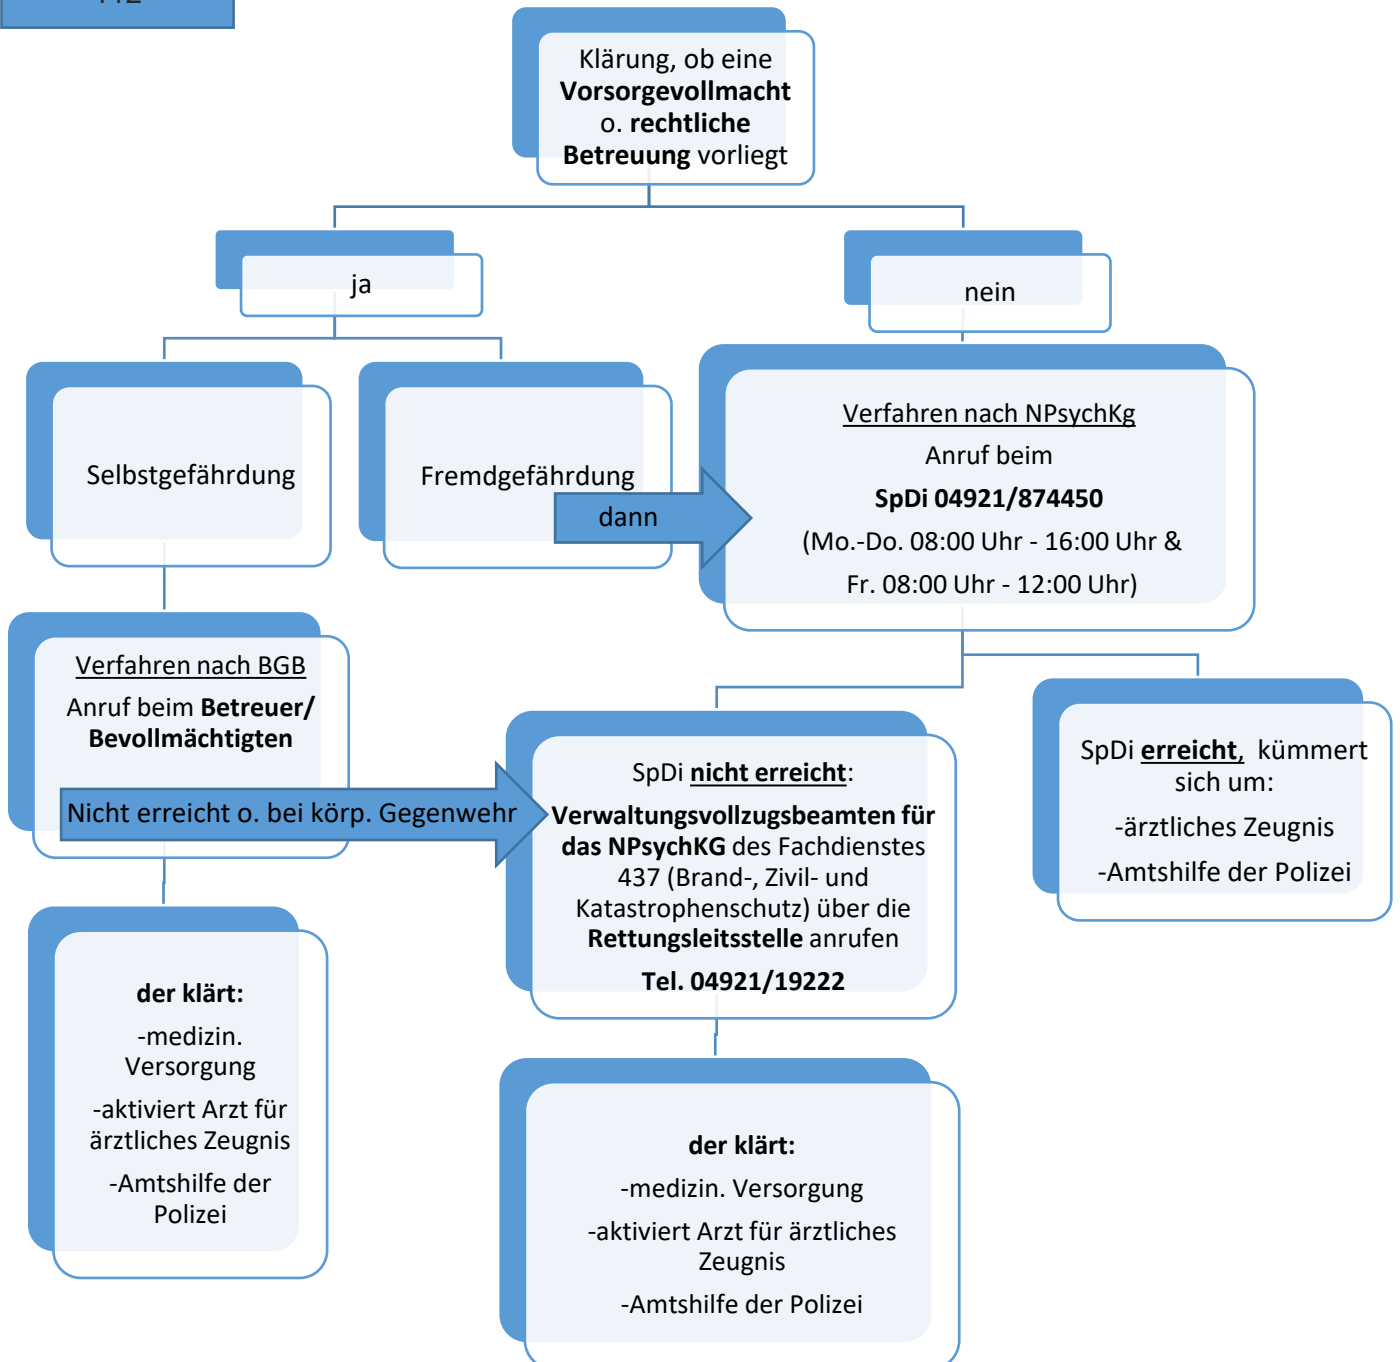 Klärung, ob eine
Vorsorgevollmacht
o. rechtliche
Betreuung vorliegt
ja
nein
Selbstgefährdung
Fremdgefährdung
dann
Verfahren nach NPsychKg
Anruf beim
SpDi 04921/874450
(Mo.-Do. 08:00 Uhr - 16:00 Uhr &
Fr. 08:00 Uhr - 12:00 Uhr)
Verfahren nach BGB
Anruf beim Betreuer/
Bevollmächtigten
Nicht erreicht o. bei körp. Gegenwehr
SpDi nicht erreicht:
Verwaltungsvollzugsbeamten für
das NPsychKG des Fachdienstes
437 (Brand-, Zivil- und
Katastrophenschutz) über die
Rettungsleitsstelle anrufen
Tel. 04921/19222
SpDi erreicht, kümmert
sich um:
-ärztliches Zeugnis
-Amtshilfe der Polizei
der klärt:
-medizin.
Versorgung
-aktiviert Arzt für
ärztliches Zeugnis
-Amtshilfe der
Polizei
der klärt:
-medizin. Versorgung
-aktiviert Arzt für ärztliches
Zeugnis
-Amtshilfe der Polizei